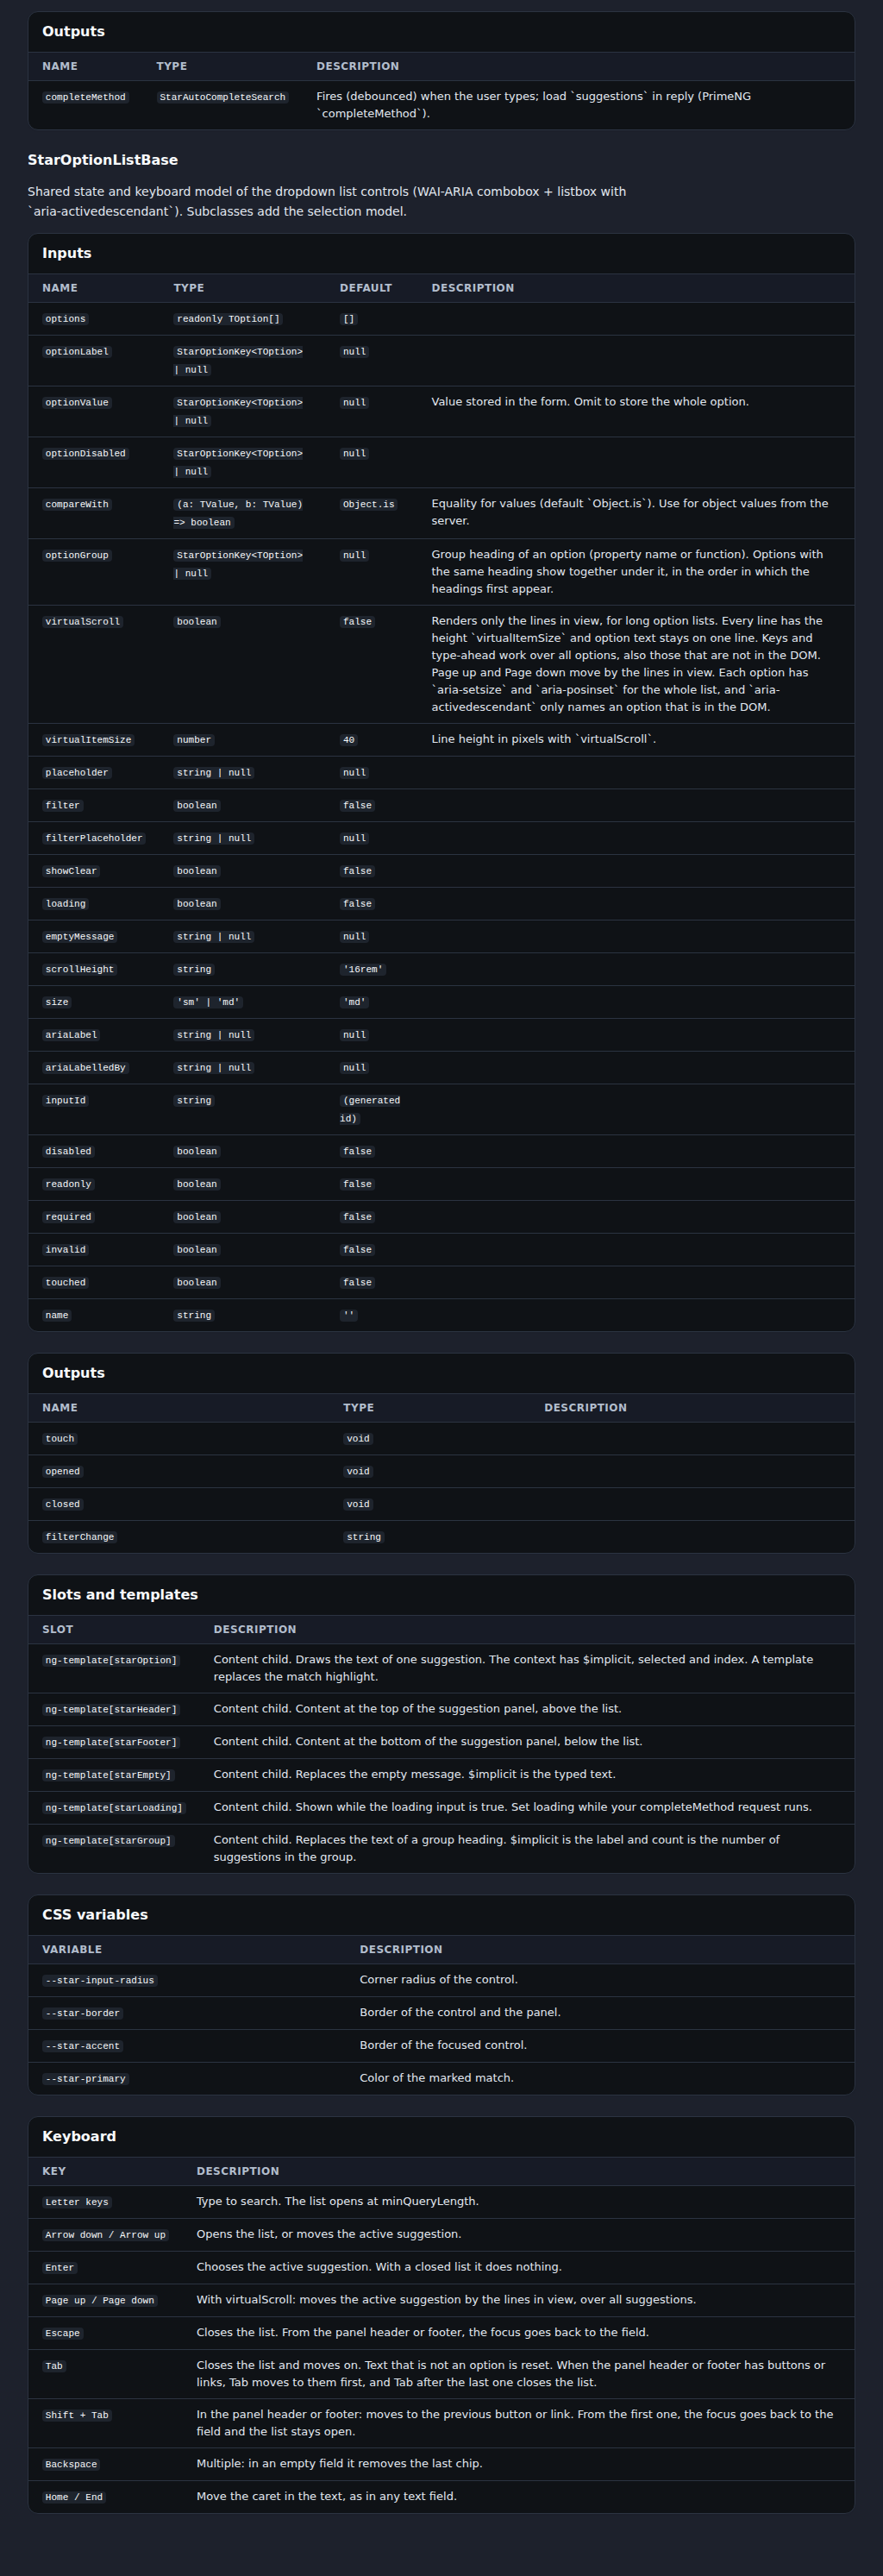 Outputs
NAME TYPE DESCRIPTION
completeMethod StarAutoCompleteSearch Fires (debounced) when the user types; load `suggestions` in reply (PrimeNG
`completeMethod`).
StarOptionListBase
Shared state and keyboard model of the dropdown list controls (WAI-ARIA combobox + listbox with
`aria-activedescendant`). Subclasses add the selection model.
Inputs
NAME TYPE DEFAULT DESCRIPTION
options readonly TOption[] []
optionLabel StarOptionKey<TOption> null
| null
optionValue StarOptionKey<TOption> null Value stored in the form. Omit to store the whole option.
| null
optionDisabled StarOptionKey<TOption> null
| null
compareWith (a: TValue, b: TValue) Object.is Equality for values (default `Object.is`). Use for object values from the
=> boolean server.
optionGroup StarOptionKey<TOption> null Group heading of an option (property name or function). Options with
| null the same heading show together under it, in the order in which the
headings first appear.
virtualScroll boolean false Renders only the lines in view, for long option lists. Every line has the
height `virtualItemSize` and option text stays on one line. Keys and
type-ahead work over all options, also those that are not in the DOM.
Page up and Page down move by the lines in view. Each option has
`aria-setsize` and `aria-posinset` for the whole list, and `aria-
activedescendant` only names an option that is in the DOM.
virtualItemSize number 40 Line height in pixels with `virtualScroll`.
placeholder string | null null
filter boolean false
filterPlaceholder string | null null
showClear boolean false
loading boolean false
emptyMessage string | null null
scrollHeight string '16rem'
size 'sm' | 'md' 'md'
ariaLabel string | null null
ariaLabelledBy string | null null
inputId string (generated
id)
disabled boolean false
readonly boolean false
required boolean false
invalid boolean false
touched boolean false
name string ''
Outputs
NAME TYPE DESCRIPTION
touch void
opened void
closed void
filterChange string
Slots and templates
SLOT DESCRIPTION
ng-template[starOption] Content child. Draws the text of one suggestion. The context has $implicit, selected and index. A template
replaces the match highlight.
ng-template[starHeader] Content child. Content at the top of the suggestion panel, above the list.
ng-template[starFooter] Content child. Content at the bottom of the suggestion panel, below the list.
ng-template[starEmpty] Content child. Replaces the empty message. $implicit is the typed text.
ng-template[starLoading] Content child. Shown while the loading input is true. Set loading while your completeMethod request runs.
ng-template[starGroup] Content child. Replaces the text of a group heading. $implicit is the label and count is the number of
suggestions in the group.
CSS variables
VARIABLE DESCRIPTION
--star-input-radius Corner radius of the control.
--star-border Border of the control and the panel.
--star-accent Border of the focused control.
--star-primary Color of the marked match.
Keyboard
KEY DESCRIPTION
Letter keys Type to search. The list opens at minQueryLength.
Arrow down / Arrow up Opens the list, or moves the active suggestion.
Enter Chooses the active suggestion. With a closed list it does nothing.
Page up / Page down With virtualScroll: moves the active suggestion by the lines in view, over all suggestions.
Escape Closes the list. From the panel header or footer, the focus goes back to the field.
Tab Closes the list and moves on. Text that is not an option is reset. When the panel header or footer has buttons or
links, Tab moves to them first, and Tab after the last one closes the list.
Shift + Tab In the panel header or footer: moves to the previous button or link. From the first one, the focus goes back to the
field and the list stays open.
Backspace Multiple: in an empty field it removes the last chip.
Home / End Move the caret in the text, as in any text field.